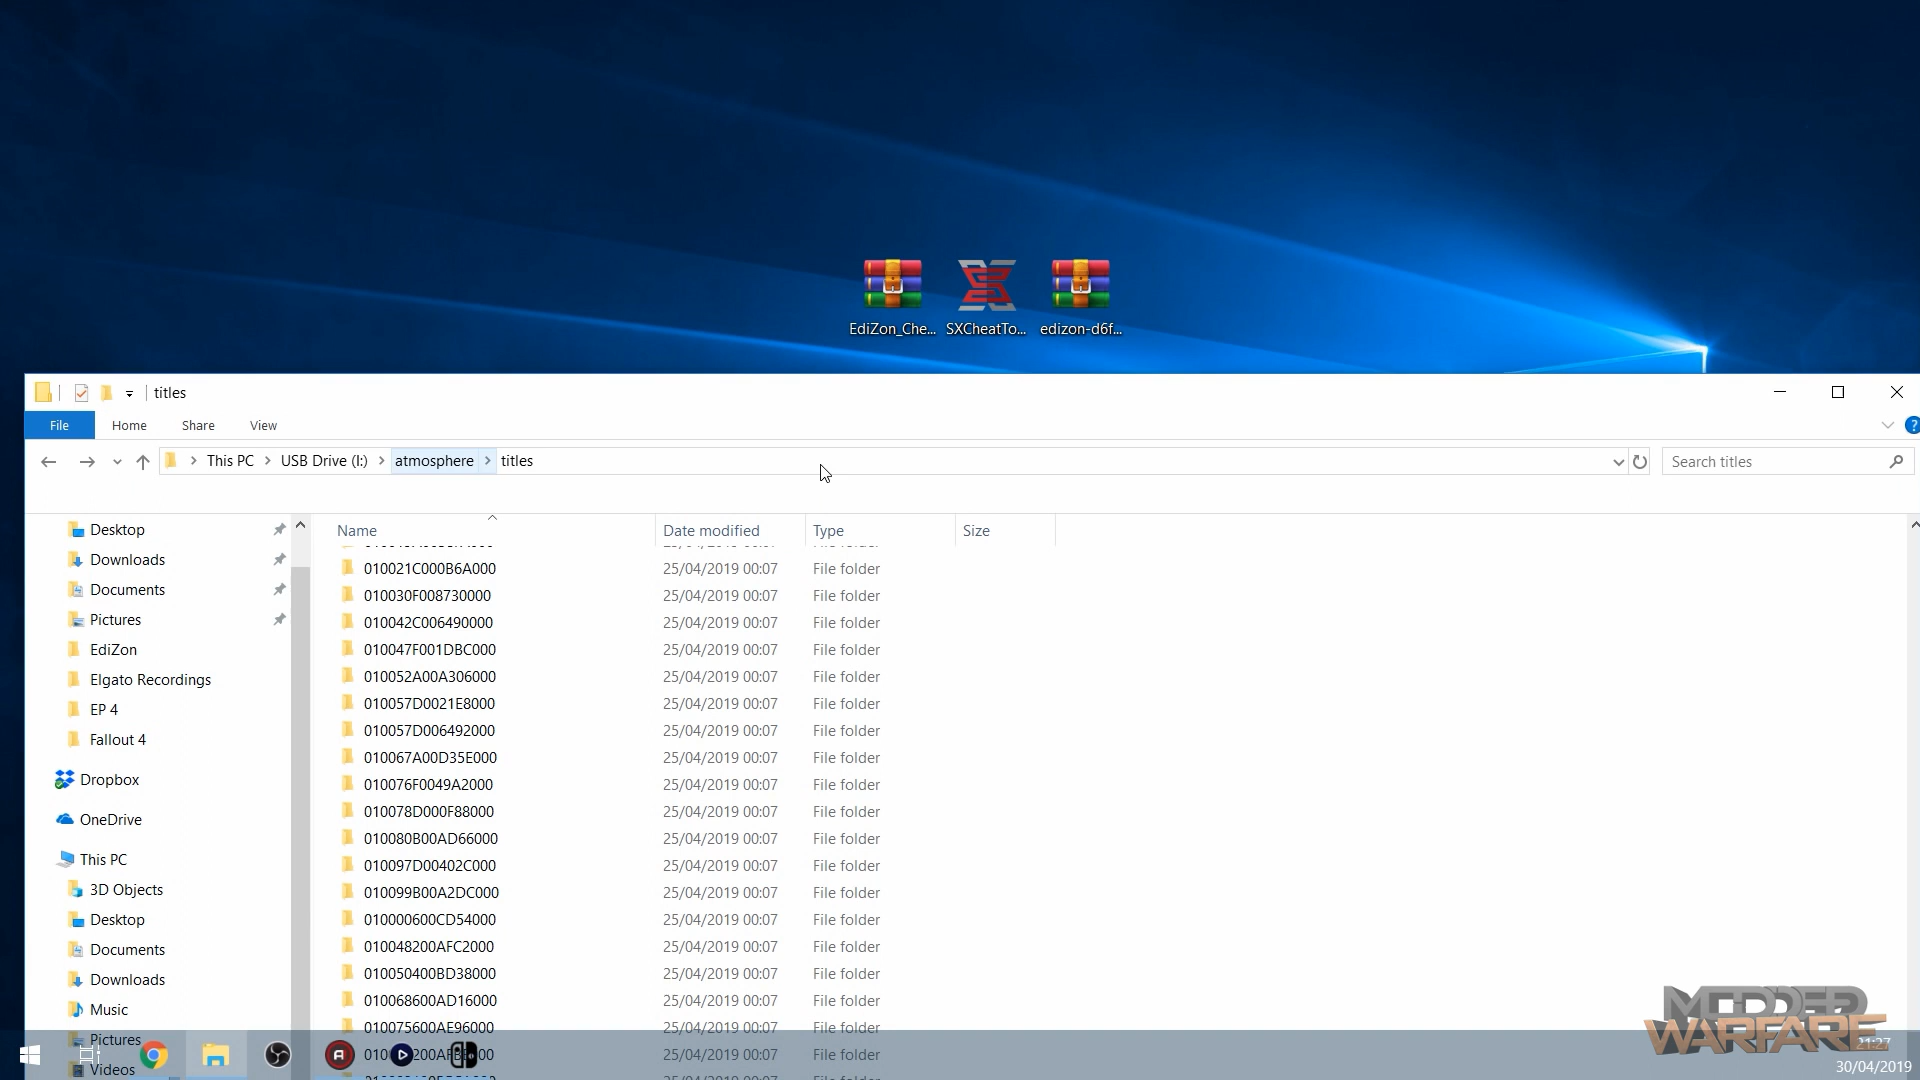 EdiZon_Che... SXCheatTo... edizon-d6f...
titles
File Home Share View
This PC USB Drive (I:) atmosphere titles
Search titles
Name Date modified Type Size
Desktop
Downloads
Documents
Pictures
EdiZon
Elgato Recordings
EP 4
Fallout 4
Dropbox
OneDrive
This PC
3D Objects
Desktop
Documents
Downloads
Music
Pictures
Videos
010021C000B6A000 25/04/2019 00:07 File folder
010030F008730000 25/04/2019 00:07 File folder
010042C006490000 25/04/2019 00:07 File folder
010047F001DBC000 25/04/2019 00:07 File folder
010052A00A306000 25/04/2019 00:07 File folder
010057D0021E8000 25/04/2019 00:07 File folder
010057D006492000 25/04/2019 00:07 File folder
010067A00D35E000 25/04/2019 00:07 File folder
010076F0049A2000 25/04/2019 00:07 File folder
010078D000F88000 25/04/2019 00:07 File folder
010080B00AD66000 25/04/2019 00:07 File folder
010097D00402C000 25/04/2019 00:07 File folder
010099B00A2DC000 25/04/2019 00:07 File folder
010000600CD54000 25/04/2019 00:07 File folder
010048200AFC2000 25/04/2019 00:07 File folder
010050400BD38000 25/04/2019 00:07 File folder
010068600AD16000 25/04/2019 00:07 File folder
010075600AE96000 25/04/2019 00:07 File folder
25/04/2019 00:07 File folder
MODDER
WARFARE
21:27
30/04/2019